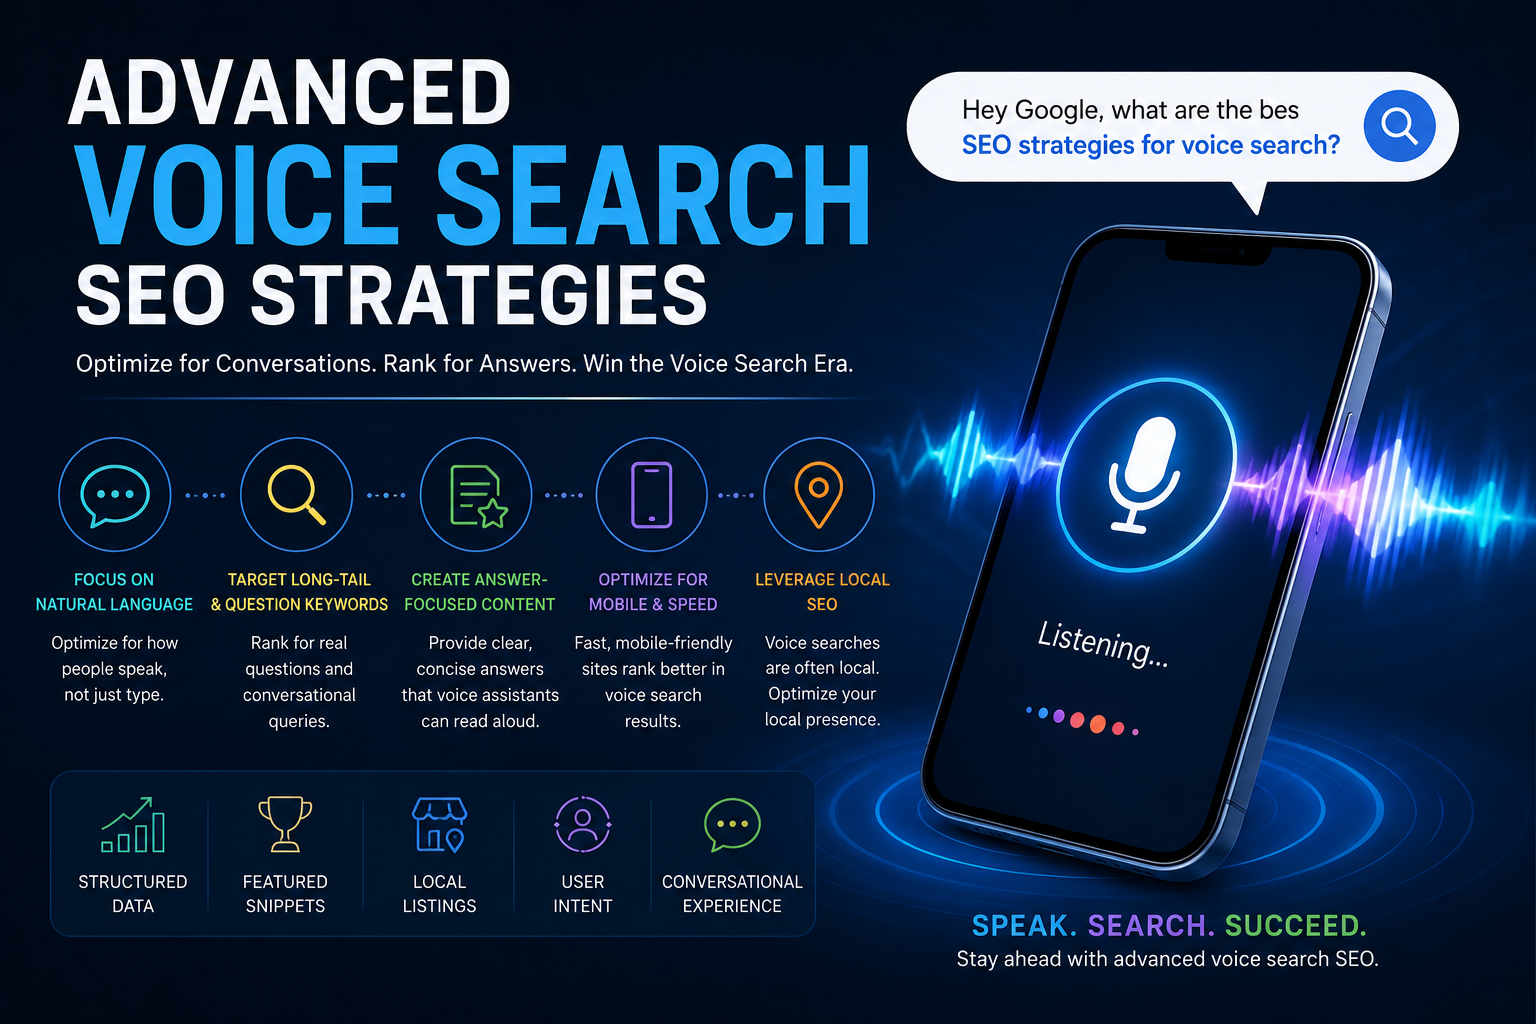 ADVANCED
VOICE SEARCH
SEO STRATEGIES
Optimize for Conversations. Rank for Answers. Win the Voice Search Era.
Hey Google, what are the bes
SEO strategies for voice search?
FOCUS ON
NATURAL LANGUAGE
Optimize for how
people speak,
not just type.
TARGET LONG-TAIL
& QUESTION KEYWORDS
Rank for real
questions and
conversational
queries.
CREATE ANSWER-
FOCUSED CONTENT
Provide clear,
concise answers
that voice assistants
can read aloud.
OPTIMIZE FOR
MOBILE & SPEED
Fast, mobile-friendly
sites rank better in
voice search
results.
LEVERAGE LOCAL
SEO
Voice searches
are often local.
Optimize your
local presence.
Listening...
STRUCTURED
DATA
FEATURED
SNIPPETS
LOCAL
LISTINGS
USER
INTENT
CONVERSATIONAL
EXPERIENCE
SPEAK. SEARCH. SUCCEED.
Stay ahead with advanced voice search SEO.